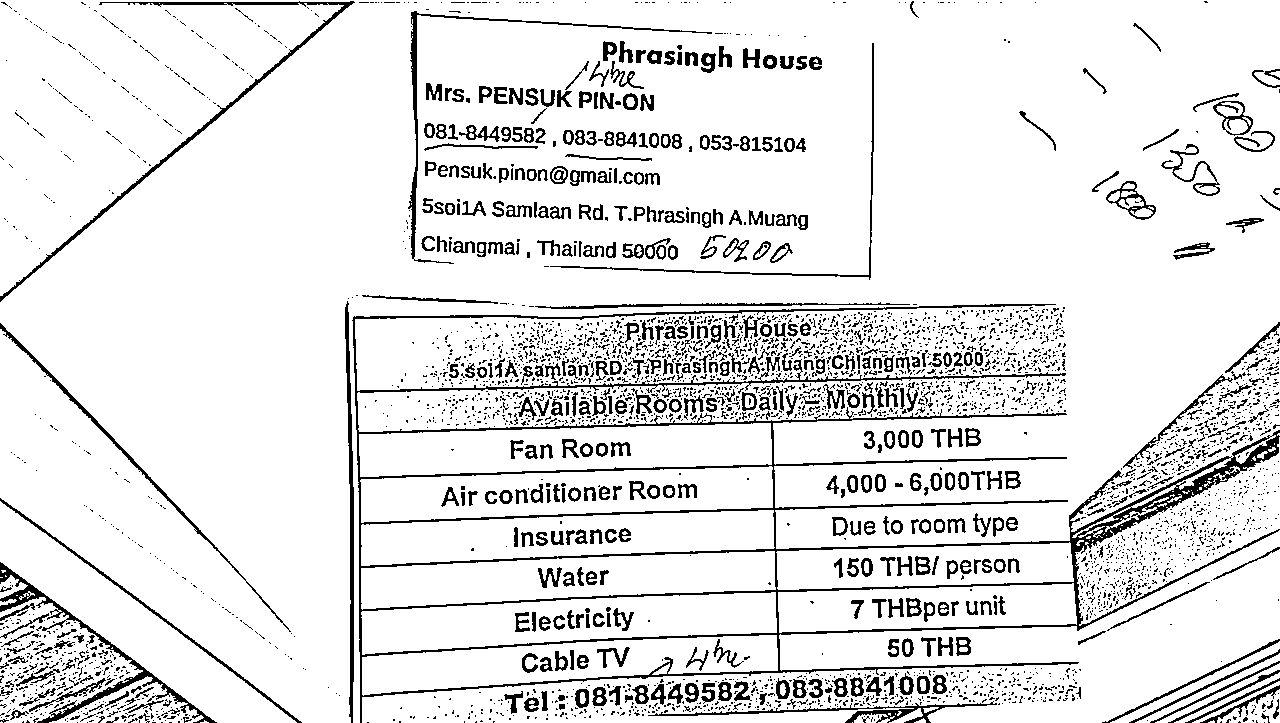 Phrasingh House
Line
Mrs. PENSUK PIN-ON
081-8449582 , 083-8841008 , 053-815104
Pensuk.pinon@gmail.com
5soi1A Samlaan Rd. T.Phrasingh A.Muang
Chiangmai , Thailand 50000 50200
1000
1350
1800
Phrasingh House
5 soi1A samlan RD. T.Phrasingh A.Muang Chiangmai 50200
Available Rooms - Daily – Monthly
Fan Room 3,000 THB
Air conditioner Room 4,000 - 6,000THB
Insurance Due to room type
Water 150 THB/ person
Electricity 7 THBper unit
Cable TV 50 THB
Line
Tel : 081-8449582 , 083-8841008